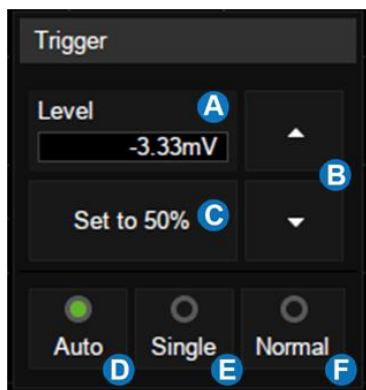 Trigger
Level A
-3.33mV
B
Set to 50% C
Auto D Single E Normal F